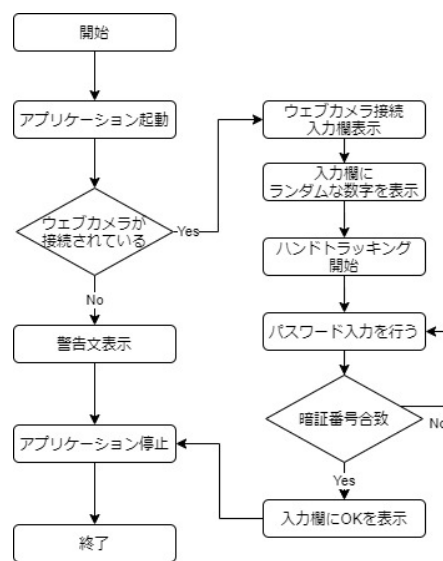 開始
アプリケーション起動
ウェブカメラが
接続されている
Yes
No
警告文表示
アプリケーション停止
終了
ウェブカメラ接続
入力欄表示
入力欄に
ランダムな数字を表示
ハンドトラッキング
開始
パスワード入力を行う
暗証番号合致
No
Yes
入力欄にOKを表示